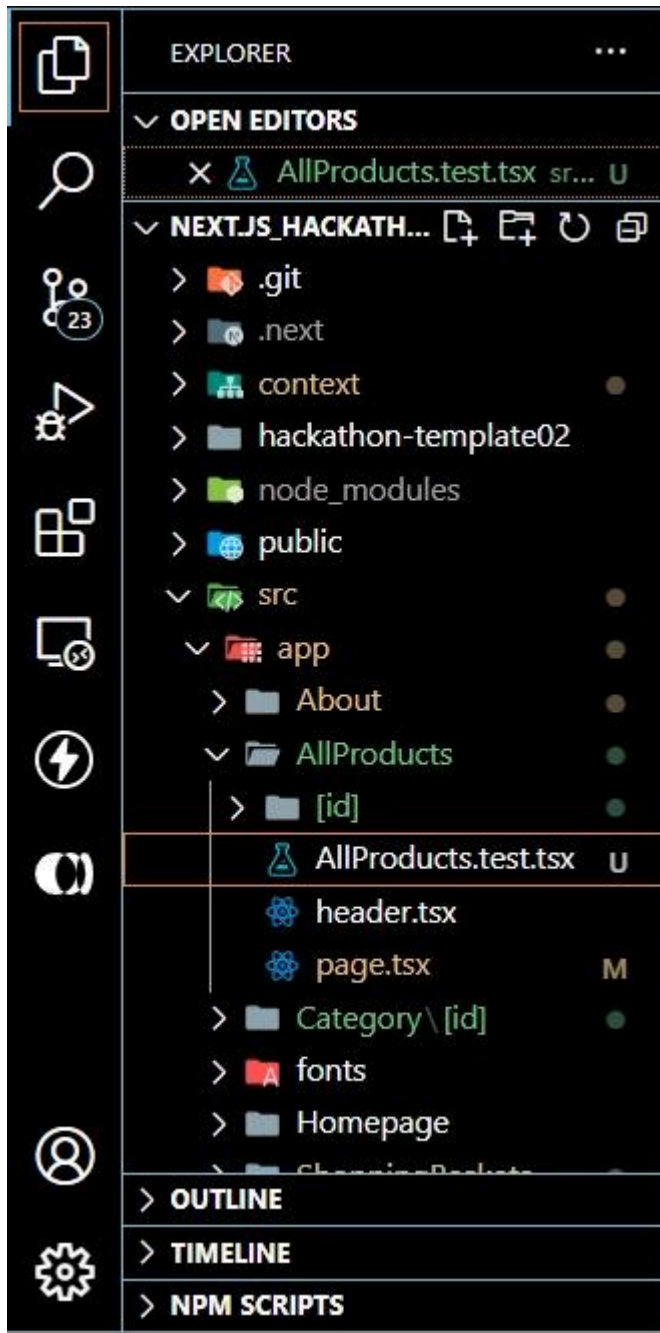 EXPLORER ...
OPEN EDITORS
AllProducts.test.tsx sr... U
NEXT.JS_HACKATH...
.git
23
.next
context
hackathon-template02
node_modules
public
src
app
About
AllProducts
[id]
AllProducts.test.tsx U
header.tsx
page.tsx M
Category\[id]
fonts
Homepage
OUTLINE
TIMELINE
NPM SCRIPTS